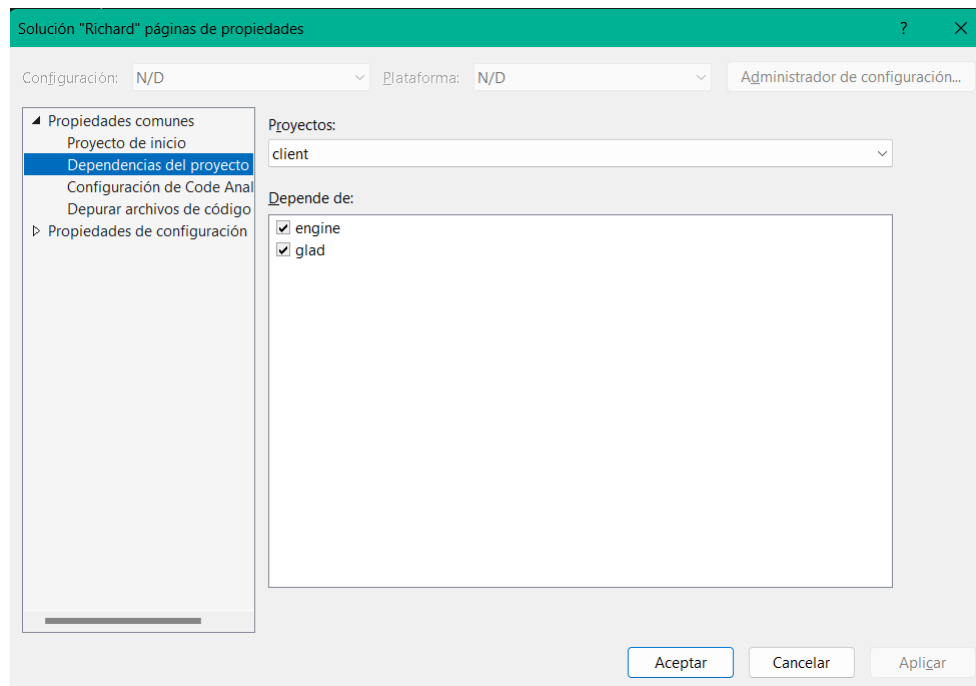 Solución "Richard" páginas de propiedades ?
Configuración: N/D Plataforma: N/D Administrador de configuración...
Propiedades comunes
Proyecto de inicio
Dependencias del proyecto
Configuración de Code Anal
Depurar archivos de código
Propiedades de configuración
Proyectos:
client
Depende de:
engine
glad
Aceptar Cancelar Aplicar